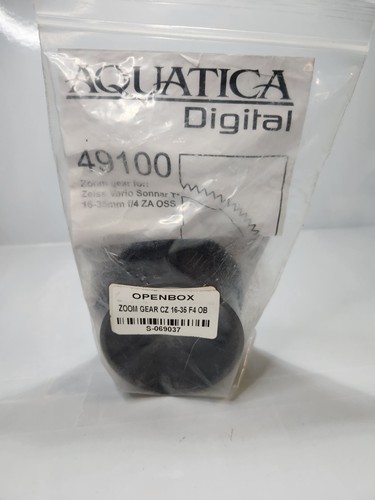 AQUATICA
Digital
49100
Zoom gear for:
Zeiss Vario Sonnar T*
16-35mm f/4 ZA OSS
OPENBOX
ZOOM GEAR CZ 16-35 F4 OB
S-069037